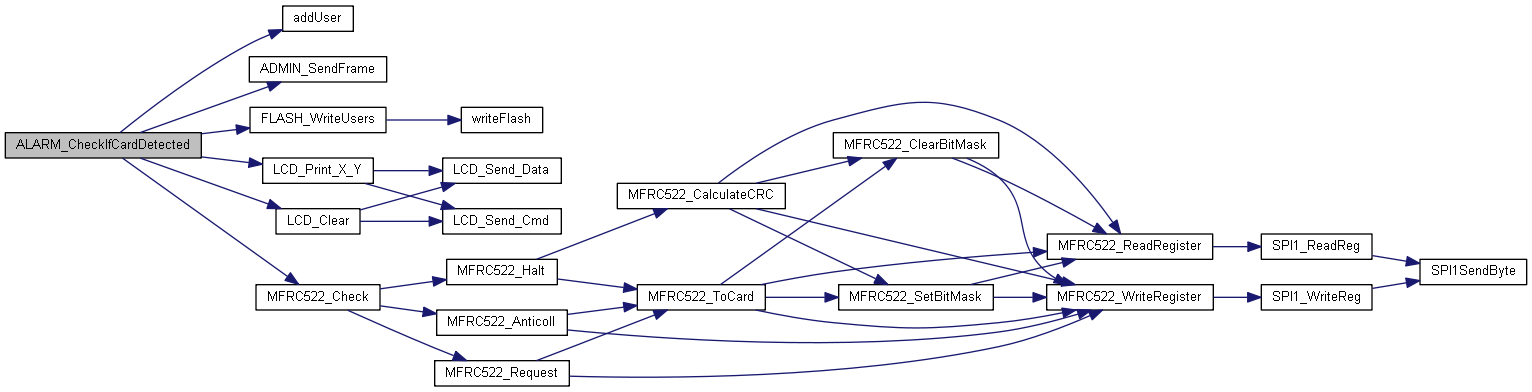 addUser
ADMIN_SendFrame
FLASH_WriteUsers
writeFlash
ALARM_CheckIfCardDetected
MFRC522_ClearBitMask
LCD_Print_X_Y
LCD_Send_Data
MFRC522_CalculateCRC
LCD_Clear
LCD_Send_Cmd
MFRC522_ReadRegister
SPI1_ReadReg
MFRC522_Halt
SPI1SendByte
MFRC522_Check
MFRC522_ToCard
MFRC522_SetBitMask
MFRC522_WriteRegister
SPI1_WriteReg
MFRC522_Anticoll
MFRC522_Request